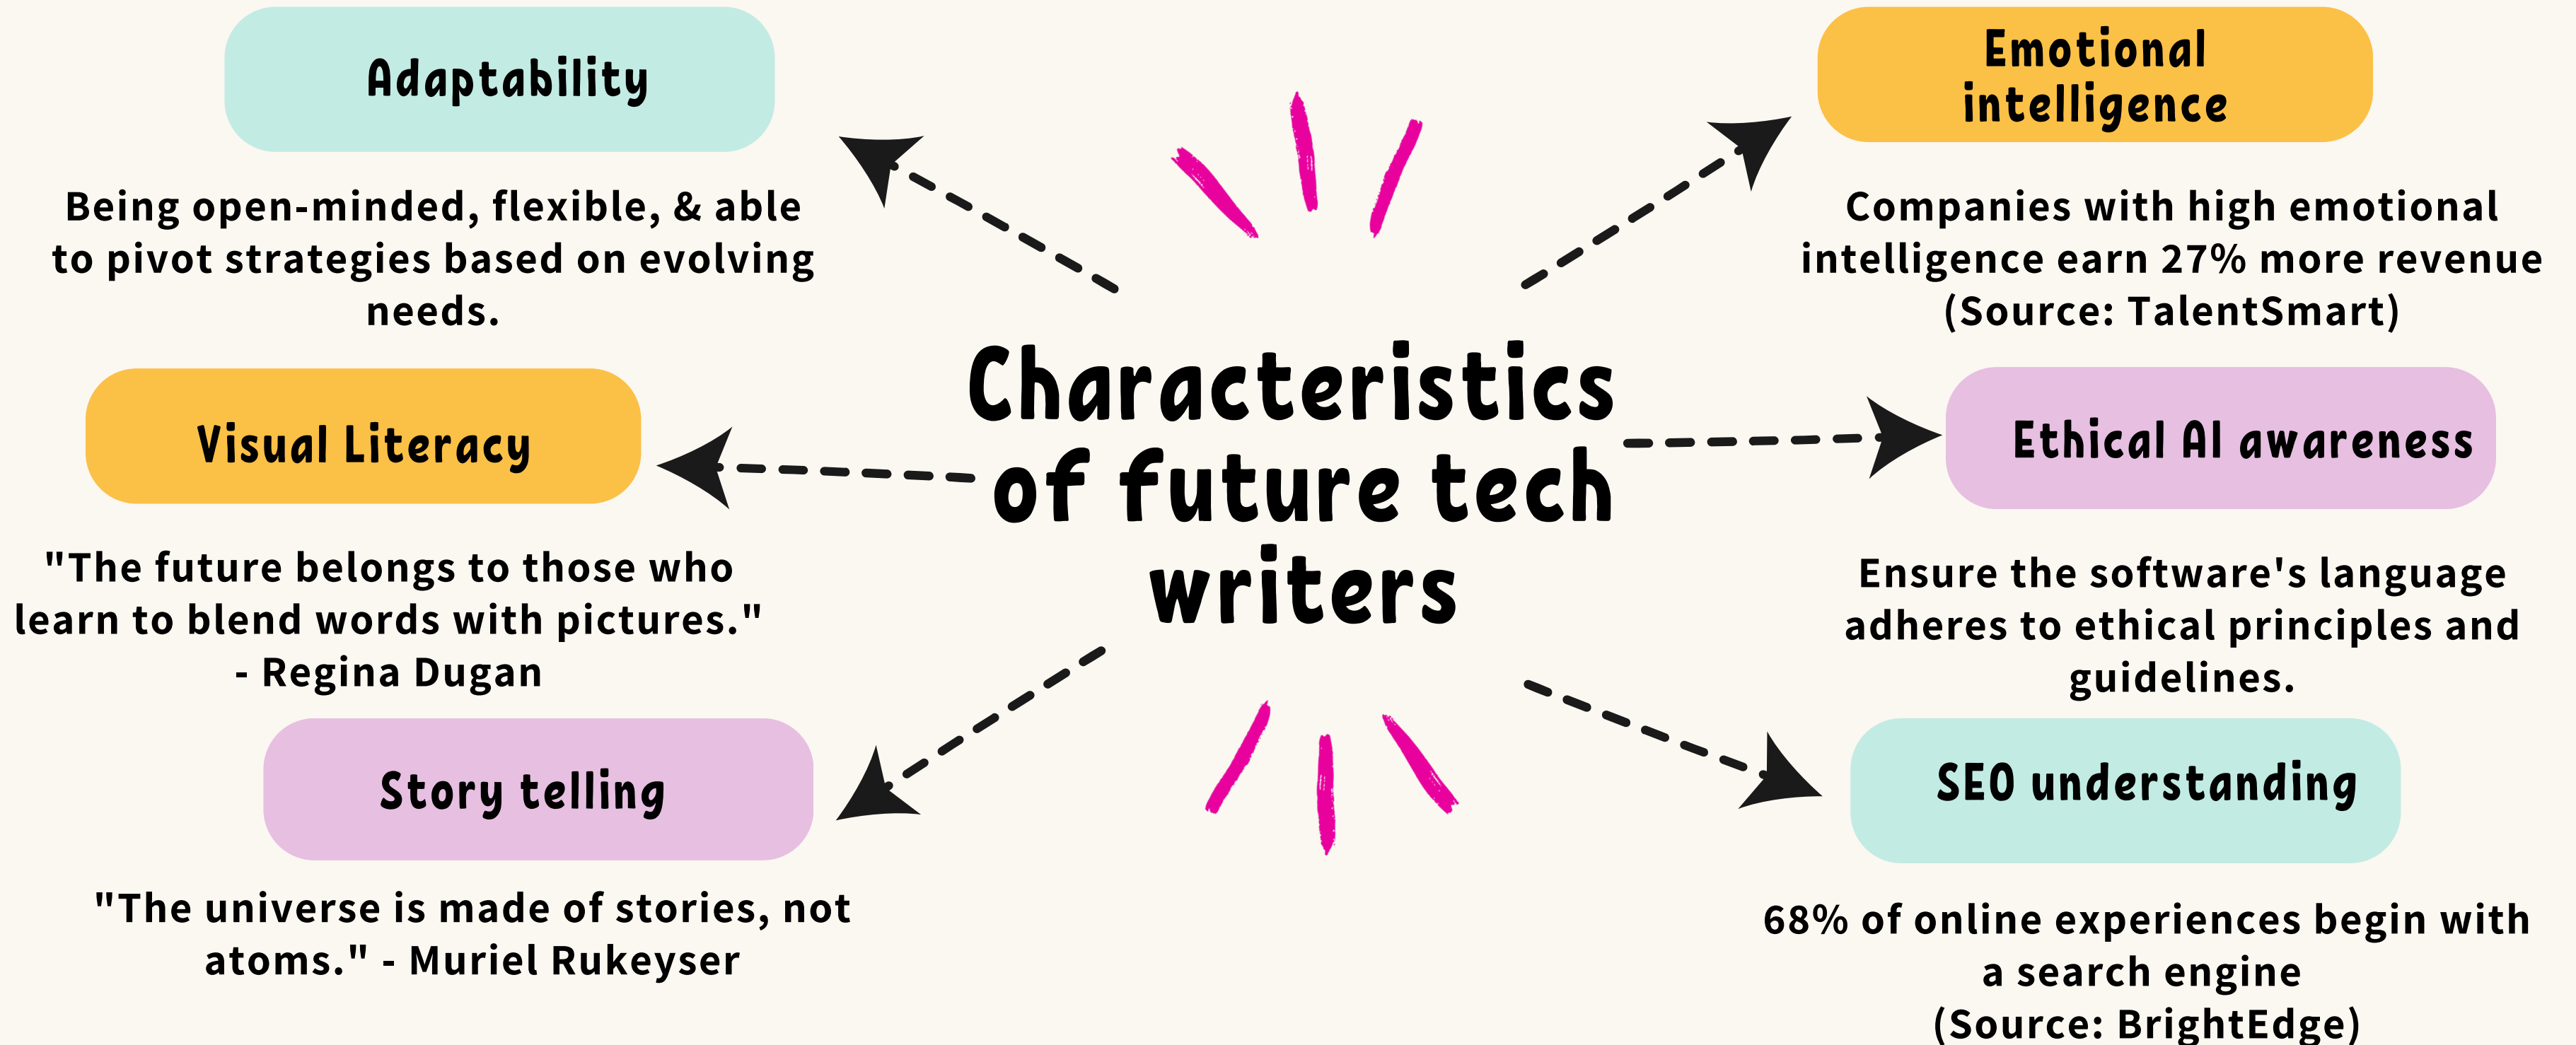 Adaptability
Being open-minded, flexible, & able
to pivot strategies based on evolving
needs.
Visual Literacy
"The future belongs to those who
learn to blend words with pictures."
- Regina Dugan
Story telling
"The universe is made of stories, not
atoms." - Muriel Rukeyser
Characteristics
of future tech
writers
Emotional
intelligence
Companies with high emotional
intelligence earn 27% more revenue
(Source: TalentSmart)
Ethical AI awareness
Ensure the software's language
adheres to ethical principles and
guidelines.
SEO understanding
68% of online experiences begin with
a search engine
(Source: BrightEdge)